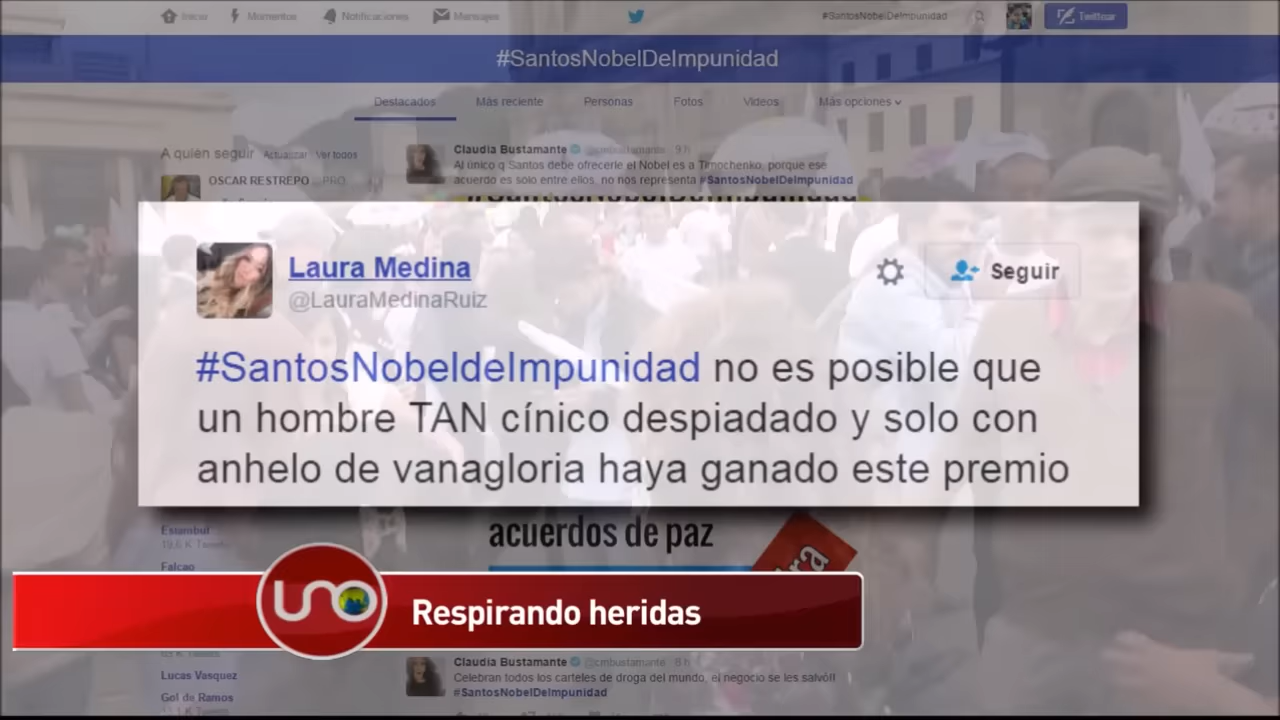 Inicio Momentos Notificaciones Mensajes #SantosNobelDeImpunidad Twittear
#SantosNobelDeImpunidad
Destacados Más reciente Personas Fotos Videos Más opciones
A quién seguir Actualizar Ver todos
OSCAR RESTREPO
Claudia Bustamante @cmbustamante 9 h
Al único q Santos debe ofrecerle el Nobel es a Timochenko, porque ese
acuerdo es solo entre ellos, no nos representa #SantosNobelDeImpunidad
#SantosNobelDeImpunidad
Laura Medina
@LauraMedinaRuiz
Seguir
#SantosNobeldeImpunidad no es posible que
un hombre TAN cínico despiadado y solo con
anhelo de vanagloria haya ganado este premio
acuerdos de paz
Estambul
Falcao
UNO
Respirando heridas
Lucas Vasquez
Gol de Ramos
Claudia Bustamante @cmbustamante 8 h
Celebran todos los carteles de droga del mundo, el negocio se les salvó!!
#SantosNobelDeImpunidad